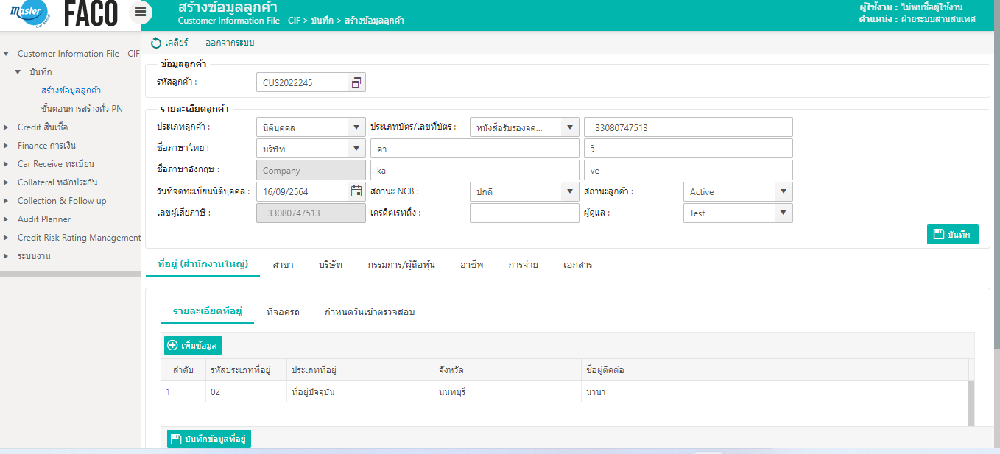 Master
Car Rental
FACO
สร้างข้อมูลลูกค้า
Customer Information File - CIF > บันทึก > สร้างข้อมูลลูกค้า
ผู้ใช้งาน : ไม่พบชื่อผู้ใช้งาน
ตำแหน่ง : ฝ่ายระบบสานสนเทศ
Customer Information File - CIF
บันทึก
สร้างข้อมูลลูกค้า
ขั้นตอนการสร้างตั๋ว PN
Credit สินเชื่อ
Finance การเงิน
Car Receive ทะเบียน
Collateral หลักประกัน
Collection & Follow up
Audit Planner
Credit Risk Rating Management
ระบบงาน
เคลียร์ ออกจากระบบ
ข้อมูลลูกค้า
รหัสลูกค้า : CUS2022245
รายละเอียดลูกค้า
ประเภทลูกค้า : นิติบุคคล ประเภทบัตร/เลขที่บัตร : หนังสือรับรองจด... 33080747513
ชื่อภาษาไทย : บริษัท คา วี
ชื่อภาษาอังกฤษ : Company ka ve
วันที่จดทะเบียนนิติบุคคล : 16/09/2564 สถานะ NCB : ปกติ สถานะลูกค้า : Active
เลขผู้เสียภาษี : 33080747513 เครดิตเรทติ้ง : ผู้ดูแล : Test
บันทึก
ที่อยู่ (สำนักงานใหญ่) สาขา บริษัท กรรมการ/ผู้ถือหุ้น อาชีพ การจ่าย เอกสาร
รายละเอียดที่อยู่ ที่จอดรถ กำหนดวันเข้าตรวจสอบ
เพิ่มข้อมูล
ลำดับ รหัสประเภทที่อยู่ ประเภทที่อยู่ จังหวัด ชื่อผู้ติดต่อ
1 02 ที่อยู่ปัจจุบัน นนทบุรี นานา
บันทึกข้อมูลที่อยู่